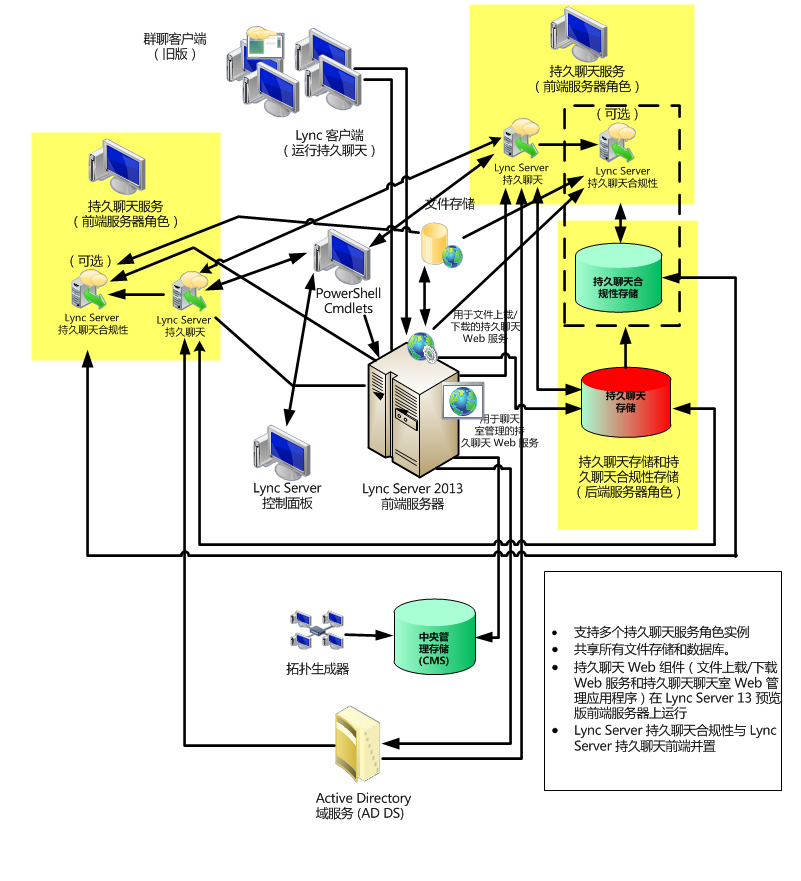 群聊客户端
（旧版）
Lync 客户端
（运行持久聊天）
持久聊天服务
（前端服务器角色）
（可选）
Lync Server
持久聊天
Lync Server
持久聊天合规性
持久聊天服务
（前端服务器角色）
（可选）
Lync Server
持久聊天合规性
Lync Server
持久聊天
文件存储
PowerShell
Cmdlets
用于文件上载/
下载的持久聊天
Web 服务
持久聊天合
规性存储
持久聊天
存储
用于聊天
室管理的持
久聊天 Web 服务
持久聊天存储和持
久聊天合规性存储
（后端服务器角色）
Lync Server
控制面板
Lync Server 2013
前端服务器
拓扑生成器
中央管
理存储
(CMS)
Active Directory
域服务 (AD DS)
• 支持多个持久聊天服务角色实例
• 共享所有文件存储和数据库。
• 持久聊天 Web 组件（文件上载/下载
Web 服务和持久聊天聊天室 Web 管
理应用程序）在 Lync Server 13 预览
版前端服务器上运行
• Lync Server 持久聊天合规性与 Lync
Server 持久聊天前端并置